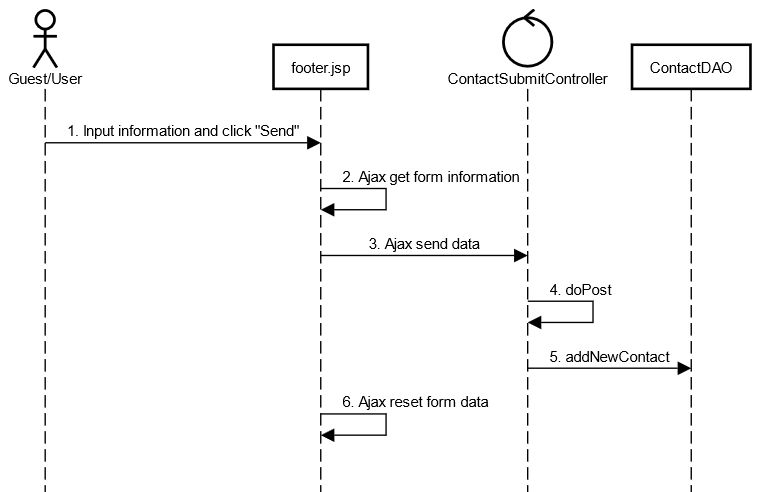 Guest/User
footer.jsp
ContactSubmitController
ContactDAO
1. Input information and click "Send"
2. Ajax get form information
3. Ajax send data
4. doPost
5. addNewContact
6. Ajax reset form data